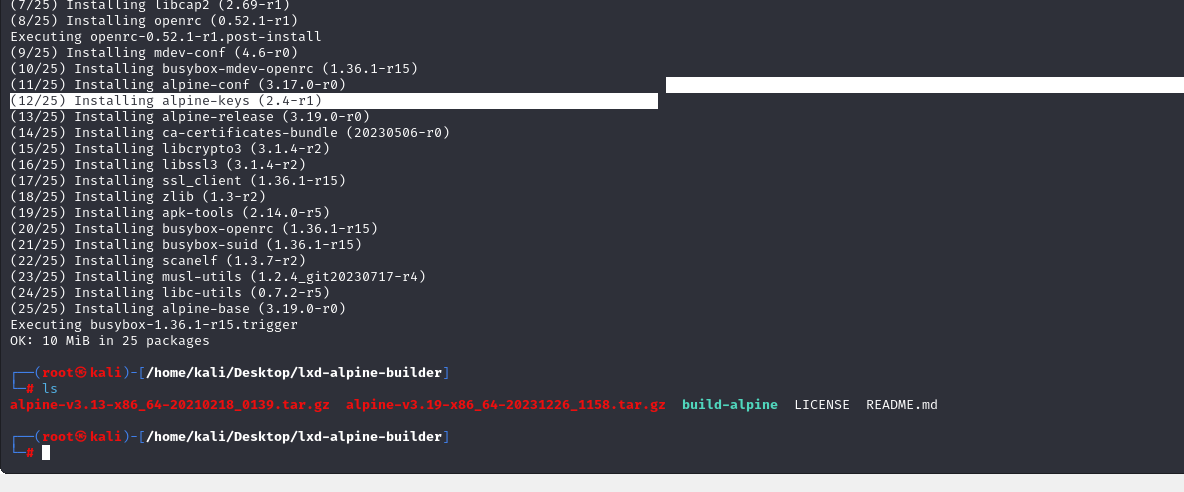 (7/25) Installing libcap2 (2.69-r1)
(8/25) Installing openrc (0.52.1-r1)
Executing openrc-0.52.1-r1.post-install
(9/25) Installing mdev-conf (4.6-r0)
(10/25) Installing busybox-mdev-openrc (1.36.1-r15)
(11/25) Installing alpine-conf (3.17.0-r0)
(12/25) Installing alpine-keys (2.4-r1)
(13/25) Installing alpine-release (3.19.0-r0)
(14/25) Installing ca-certificates-bundle (20230506-r0)
(15/25) Installing libcrypto3 (3.1.4-r2)
(16/25) Installing libssl3 (3.1.4-r2)
(17/25) Installing ssl_client (1.36.1-r15)
(18/25) Installing zlib (1.3-r2)
(19/25) Installing apk-tools (2.14.0-r5)
(20/25) Installing busybox-openrc (1.36.1-r15)
(21/25) Installing busybox-suid (1.36.1-r15)
(22/25) Installing scanelf (1.3.7-r2)
(23/25) Installing musl-utils (1.2.4_git20230717-r4)
(24/25) Installing libc-utils (0.7.2-r5)
(25/25) Installing alpine-base (3.19.0-r0)
Executing busybox-1.36.1-r15.trigger
OK: 10 MiB in 25 packages
┌──(root㉿kali)-[/home/kali/Desktop/lxd-alpine-builder]
└─# ls
alpine-v3.13-x86_64-20210218_0139.tar.gz  alpine-v3.19-x86_64-20231226_1158.tar.gz  build-alpine  LICENSE  README.md
┌──(root㉿kali)-[/home/kali/Desktop/lxd-alpine-builder]
└─#